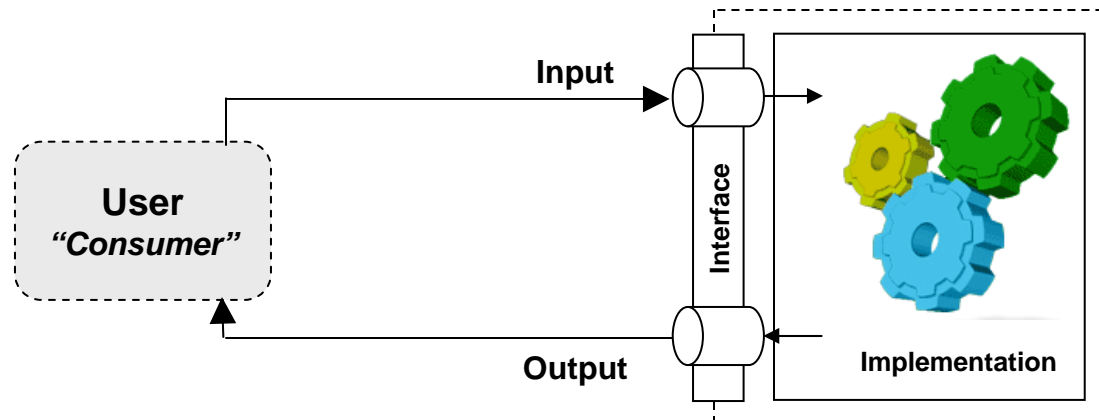 Input
User
“Consumer”
Interface
Output
Implementation